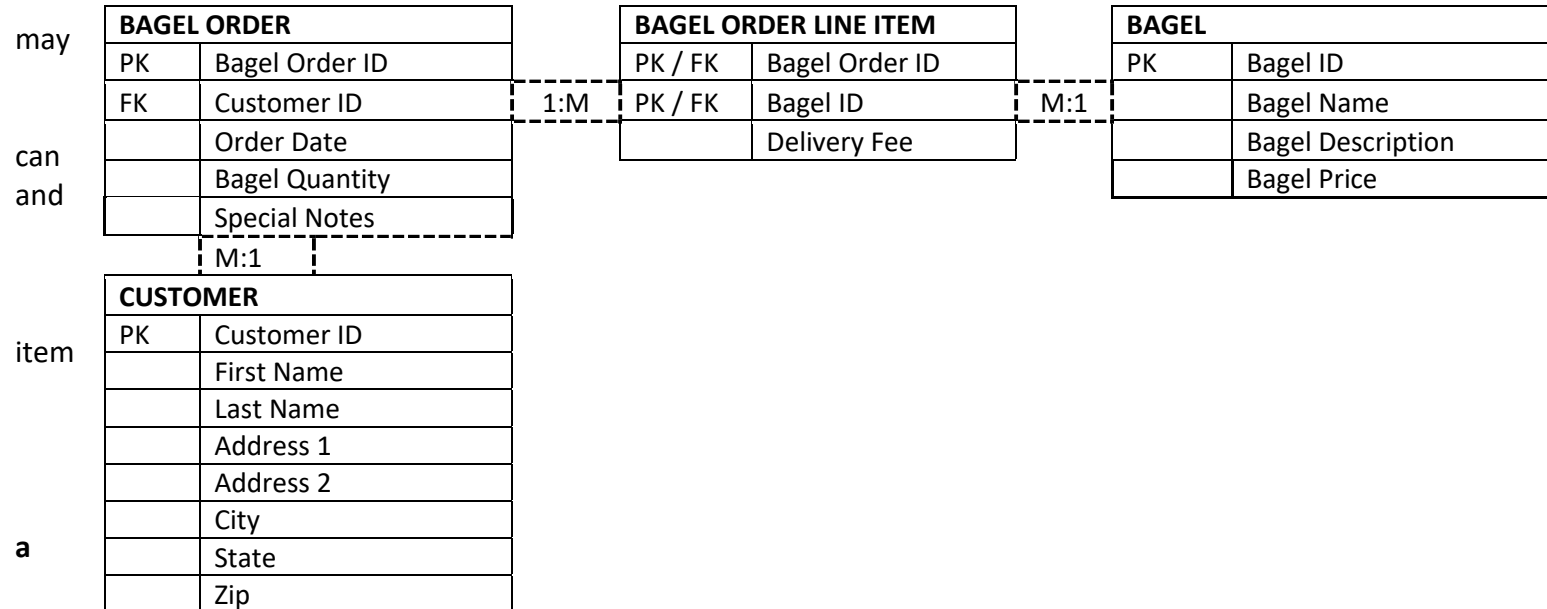 may
can
and
item
a
BAGEL ORDER
PK Bagel Order ID
FK Customer ID
Order Date
Bagel Quantity
Special Notes
1:M
BAGEL ORDER LINE ITEM
PK / FK Bagel Order ID
PK / FK Bagel ID
Delivery Fee
M:1
BAGEL
PK Bagel ID
Bagel Name
Bagel Description
Bagel Price
M:1
CUSTOMER
PK Customer ID
First Name
Last Name
Address 1
Address 2
City
State
Zip